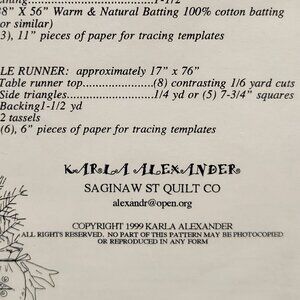 1-1/2
8" X 56" Warm & Natural Batting 100% cotton batting
or similar)
3), 11" pieces of paper for tracing templates
LE RUNNER: approximately 17" x 76"
Table runner top....................(8) contrasting 1/6 yard cuts
Side triangles....................1/4 yd or (5) 7-3/4" squares
Backing1-1/2 yd
2 tassels
(6), 6" pieces of paper for tracing templates
KARLA ALEXANDER
SAGINAW ST QUILT CO
alexandr@open.org
COPYRIGHT 1999 KARLA ALEXANDER
ALL RIGHTS RESERVED. NO PART OF THIS PATTERN MAY BE PHOTOCOPIED
OR REPRODUCED IN ANY FORM